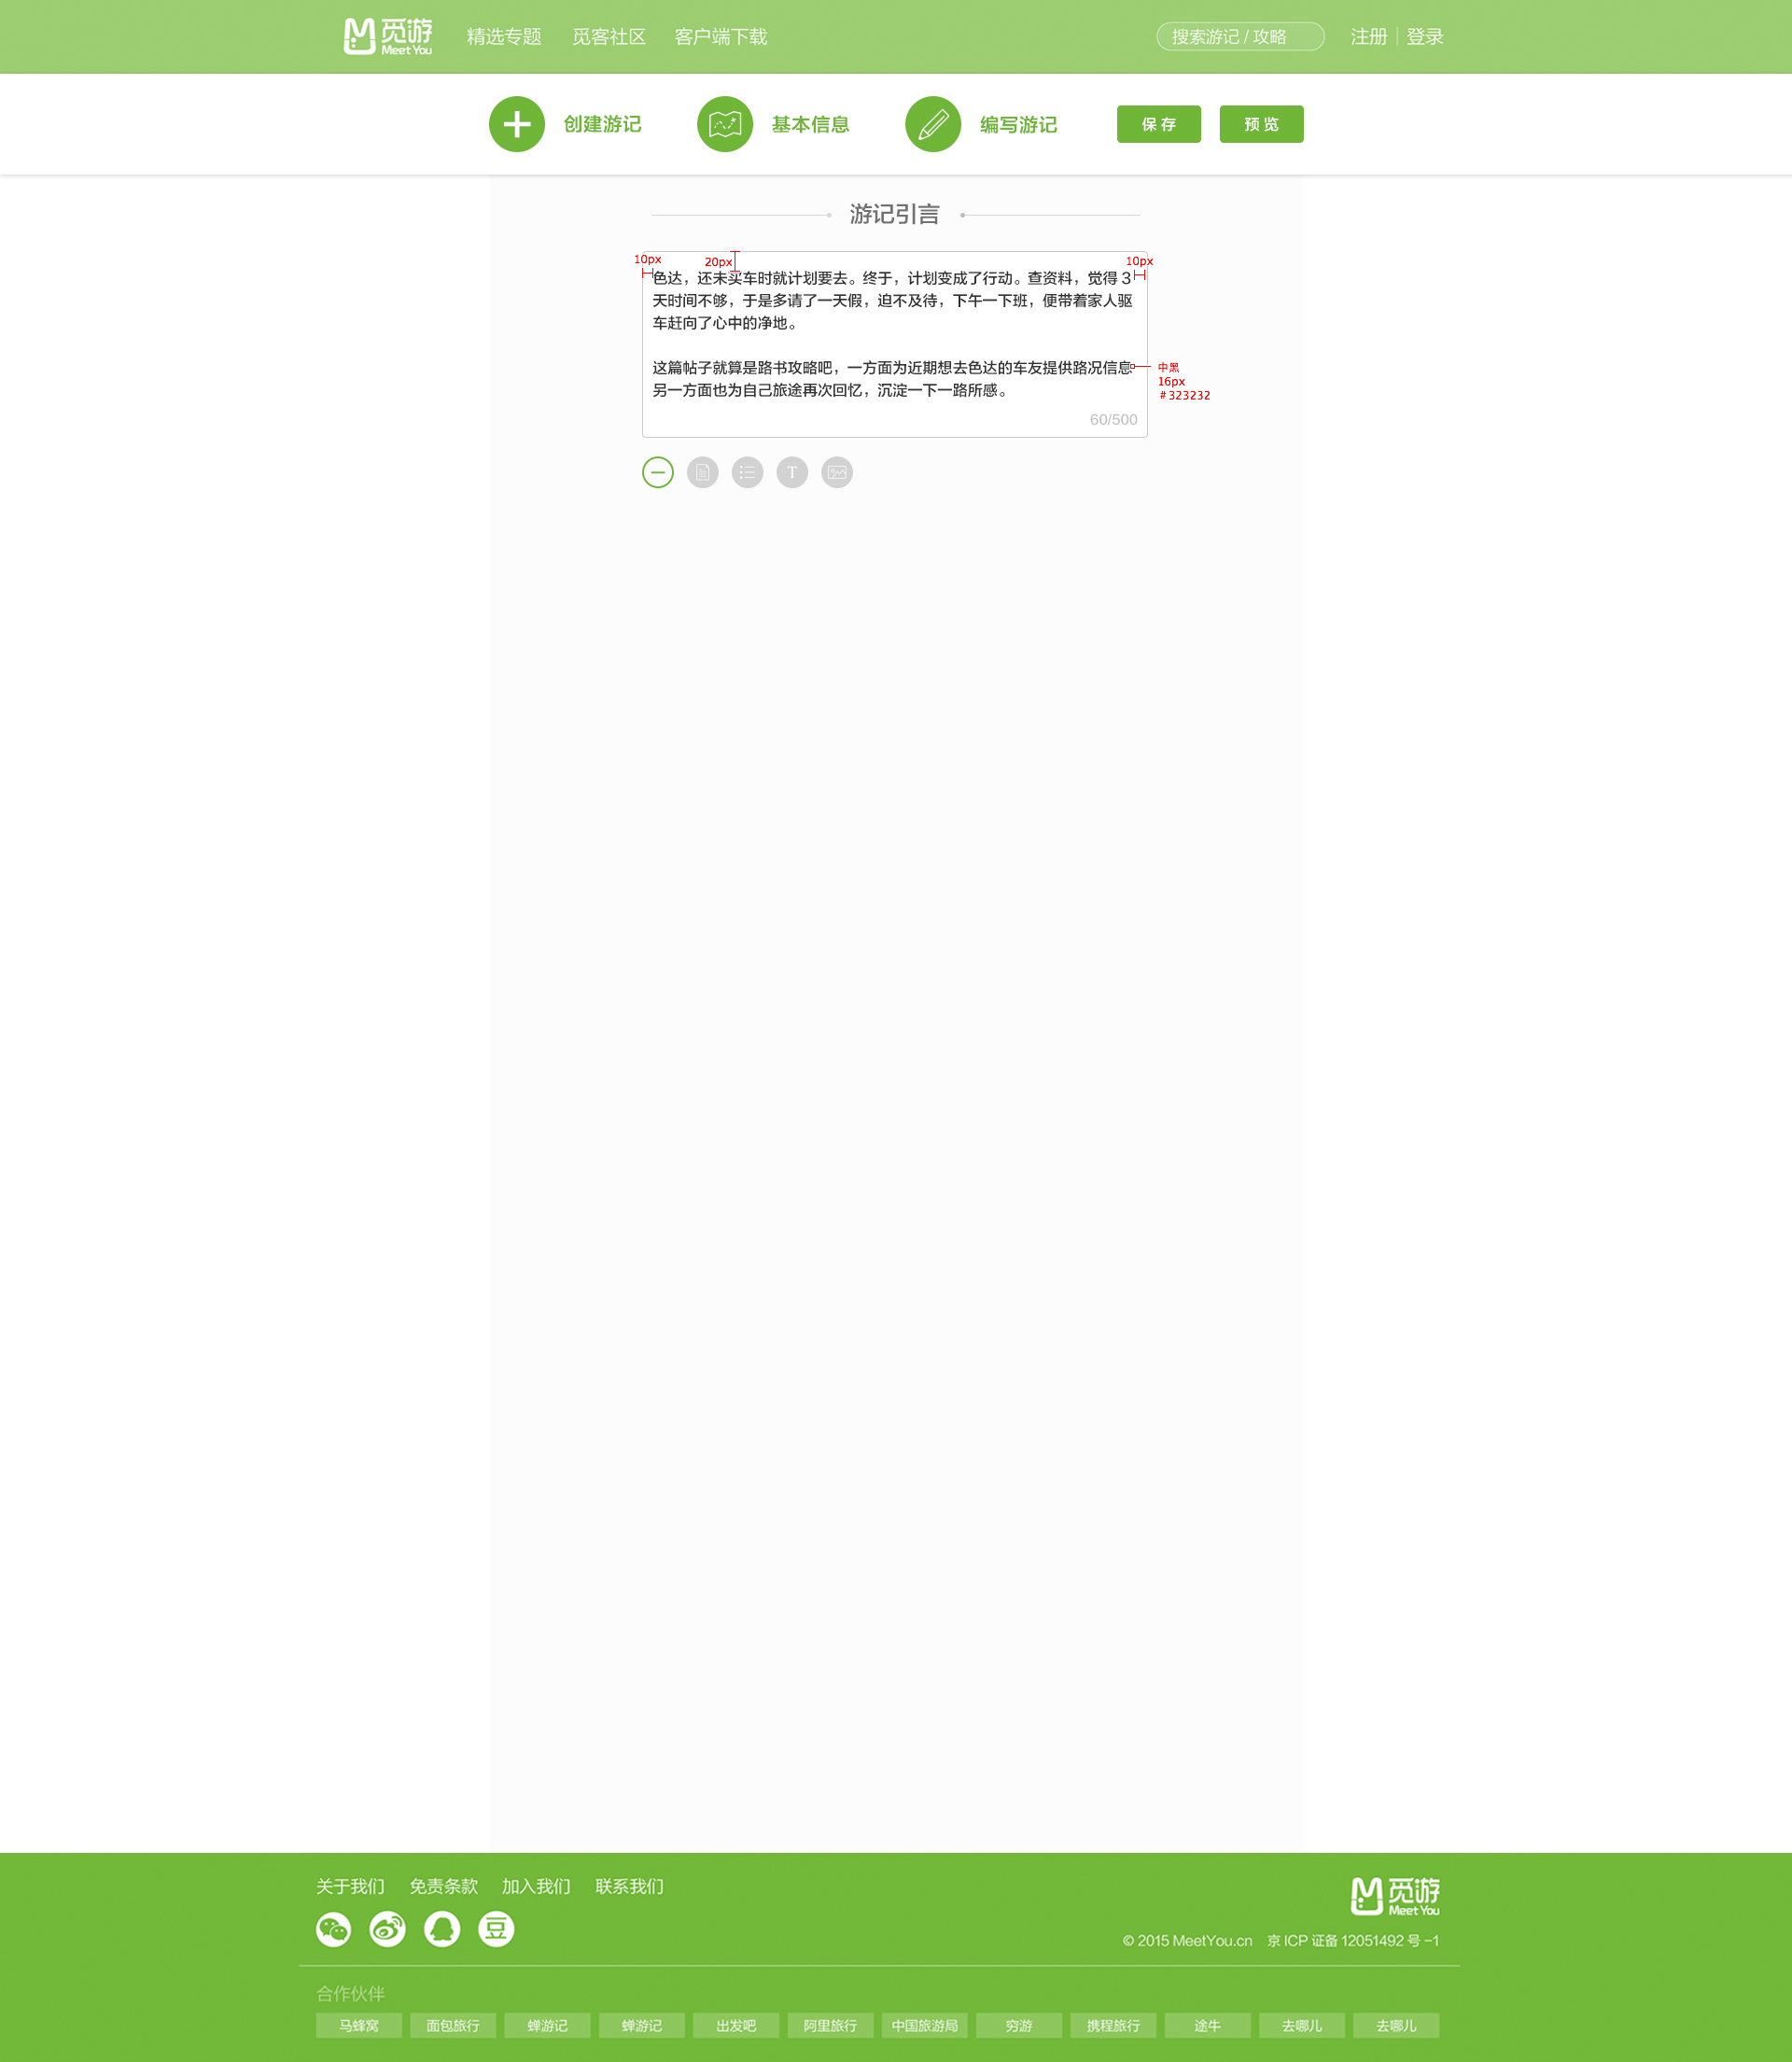 觅游
Meet You
精选专题 觅客社区 客户端下载
搜索游记 / 攻略
注册 登录
创建游记 基本信息 编写游记 保存 预览
游记引言
10px 20px 10px
色达，还未买车时就计划要去。终于，计划变成了行动。查资料，觉得 3
天时间不够，于是多请了一天假，迫不及待，下午一下班，便带着家人驱
车赶向了心中的净地。
这篇帖子就算是路书攻略吧，一方面为近期想去色达的车友提供路况信息
另一方面也为自己旅途再次回忆，沉淀一下一路所感。
中黑
16px
#323232
60/500
T
关于我们 免责条款 加入我们 联系我们
觅游
Meet You
豆
© 2015 MeetYou.cn 京 ICP 证备 12051492 号 -1
合作伙伴
马蜂窝 面包旅行 蝉游记 蝉游记 出发吧 阿里旅行 中国旅游局 穷游 携程旅行 途牛 去哪儿 去哪儿